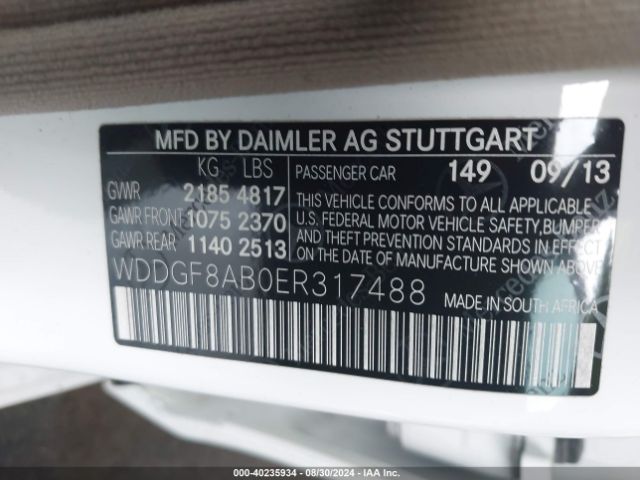 MFD BY DAIMLER AG STUTTGART
KG LBS
PASSENGER CAR 149 09/13
GVWR 2185 4817
GAWR FRONT 1075 2370
GAWR REAR 1140 2513
THIS VEHICLE CONFORMS TO ALL APPLICABLE
U.S. FEDERAL MOTOR VEHICLE SAFETY, BUMPER
AND THEFT PREVENTION STANDARDS IN EFFECT
ON DATE OF MANUFACTURE SHOWN ABOVE.
WDDGF8AB0ER317488
MADE IN SOUTH AFRICA
000-40235934 - 08/30/2024 - IAA Inc.